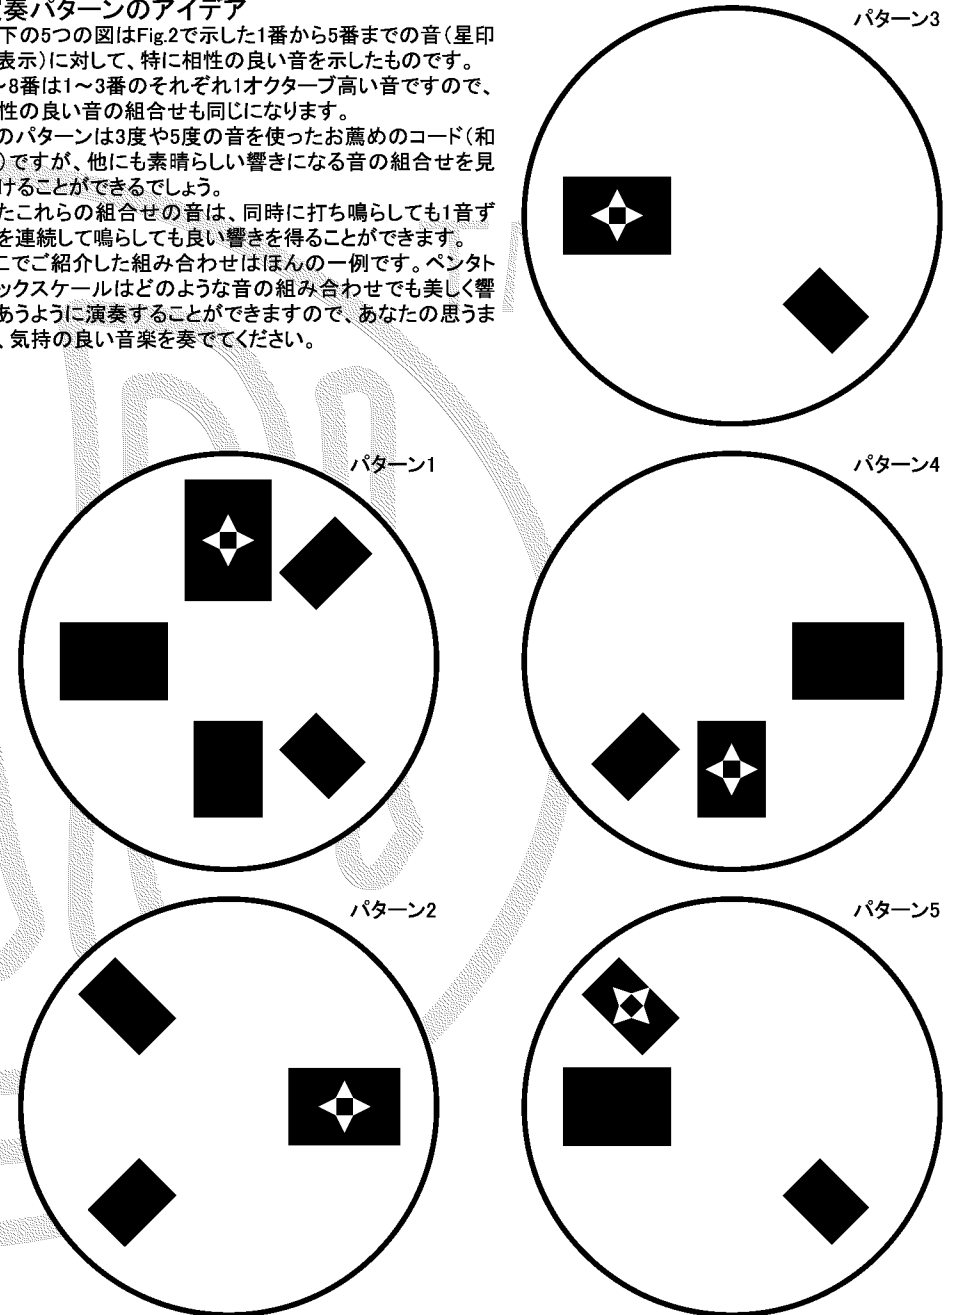 奏パターンのアイデア
下の5つの図はFig.2で示した1番から5番までの音(星印
表示)に対して、特に相性の良い音を示したものです。
~8番は1~3番のそれぞれ1オクターブ高い音ですので、
性の良い音の組合せも同じになります。
のパターンは3度や5度の音を使ったお薦めのコード(和
)ですが、他にも素晴らしい響きになる音の組合せを見
けることができるでしょう。
たこれらの組合せの音は、同時に打ち鳴らしても1音ず
を連続して鳴らしても良い響きを得ることができます。
こでご紹介した組み合わせはほんの一例です。ペンタト
ックスケールはどのような音の組み合わせでも美しく響
あうように演奏することができますので、あなたの思うま
、気持の良い音楽を奏でてください。
パターン3
パターン1
パターン4
パターン2
パターン5